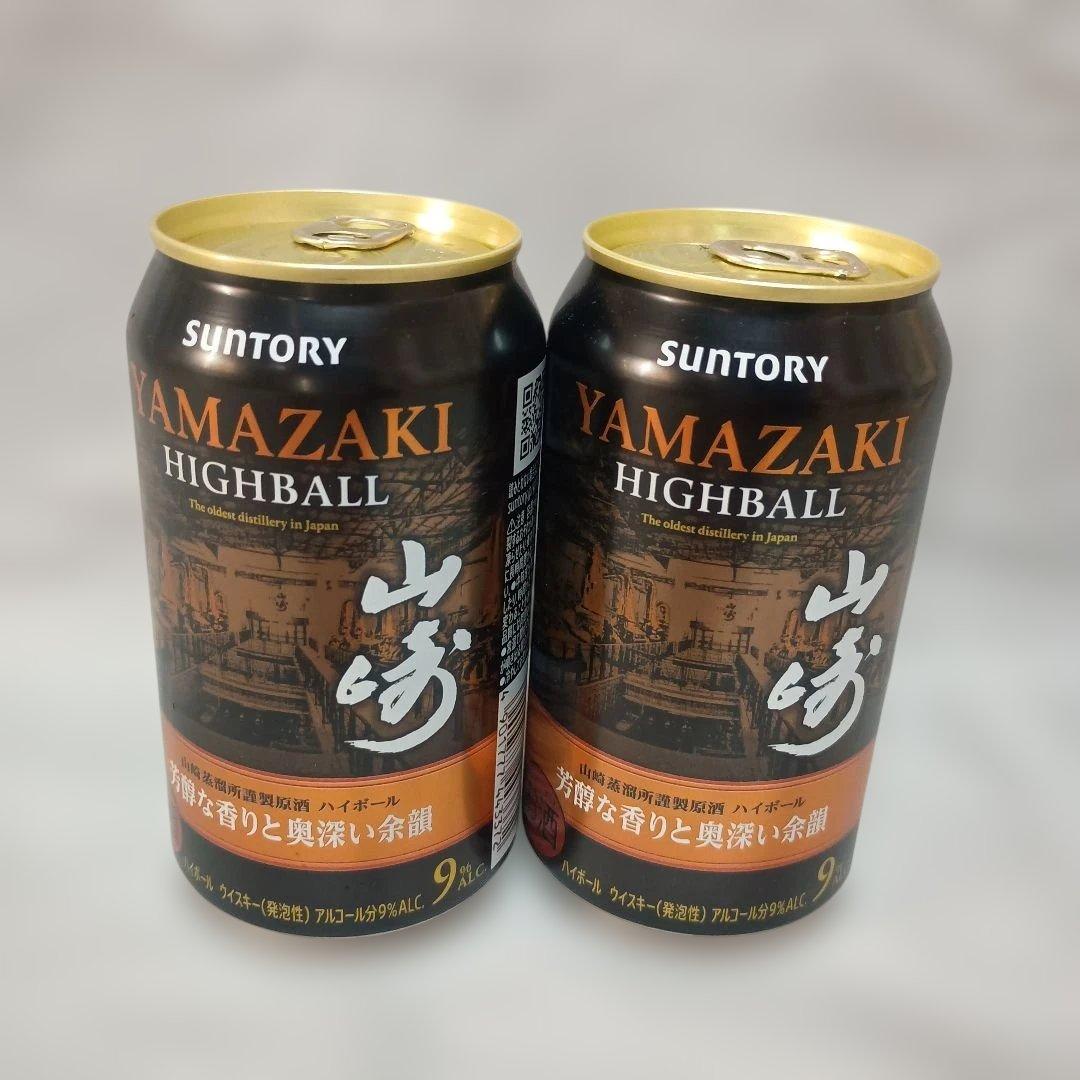 SUNTORY
YAMAZAKI
HIGHBALL
The oldest distillery in Japan
山崎
山崎蒸溜所謹製原酒 ハイボール
芳醇な香りと奥深い余韻
9%
ALC.
ハイボール ウイスキー(発泡性) アルコール分9%ALC.
SUNTORY
YAMAZAKI
HIGHBALL
The oldest distillery in Japan
山崎
山崎蒸溜所謹製原酒 ハイボール
芳醇な香りと奥深い余韻
酒
9
ハイボール ウイスキー(発泡性) アルコール分9%ALC.